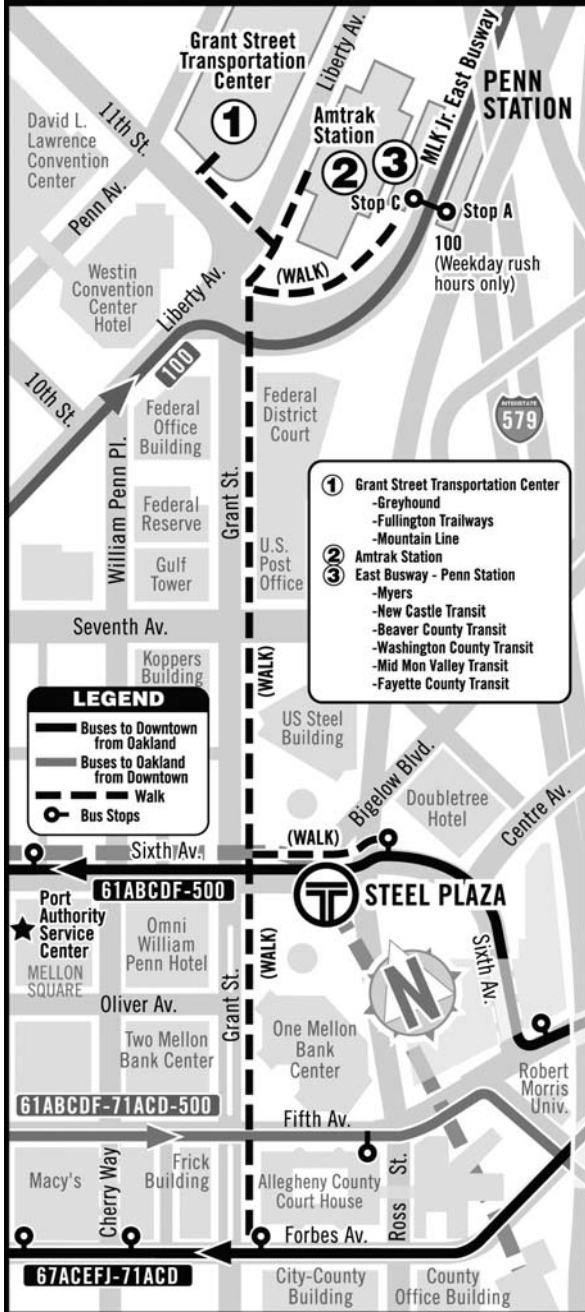 Grant Street
Transportation
Center
1
Liberty Av.
MLK Jr. East Busway
PENN
STATION
11th St.
David L.
Lawrence
Convention
Center
Amtrak
Station
2
3
Penn Av.
Stop C
Stop A
100
(Weekday rush
hours only)
(WALK)
Westin
Convention
Center
Hotel
Liberty Av.
100
10th St.
Federal
Office
Building
Federal
District
Court
INTERSTATE
579
William Penn Pl.
Grant St.
Federal
Reserve
Gulf
Tower
U.S.
Post
Office
1 Grant Street Transportation Center
-Greyhound
-Fullington Trailways
-Mountain Line
2 Amtrak Station
3 East Busway - Penn Station
-Myers
-New Castle Transit
-Beaver County Transit
-Washington County Transit
-Mid Mon Valley Transit
-Fayette County Transit
Seventh Av.
Koppers
Building
(WALK)
US Steel
Building
LEGEND
Buses to Downtown
from Oakland
Buses to Oakland
from Downtown
Walk
Bus Stops
Bigelow Blvd.
Doubletree
Hotel
Centre Av.
Sixth Av.
(WALK)
61ABCDF-500
T
STEEL PLAZA
Port
Authority
Service
Center
MELLON
SQUARE
Omni
William
Penn Hotel
Grant St.
(WALK)
N
Sixth Av.
Oliver Av.
Two Mellon
Bank Center
One Mellon
Bank
Center
Robert
Morris
Univ.
61ABCDF-71ACD-500
Fifth Av.
Macy's
Cherry Way
Frick
Building
Allegheny County
Court House
Ross St.
Forbes Av.
67ACEFJ-71ACD
City-County
Building
County
Office Building